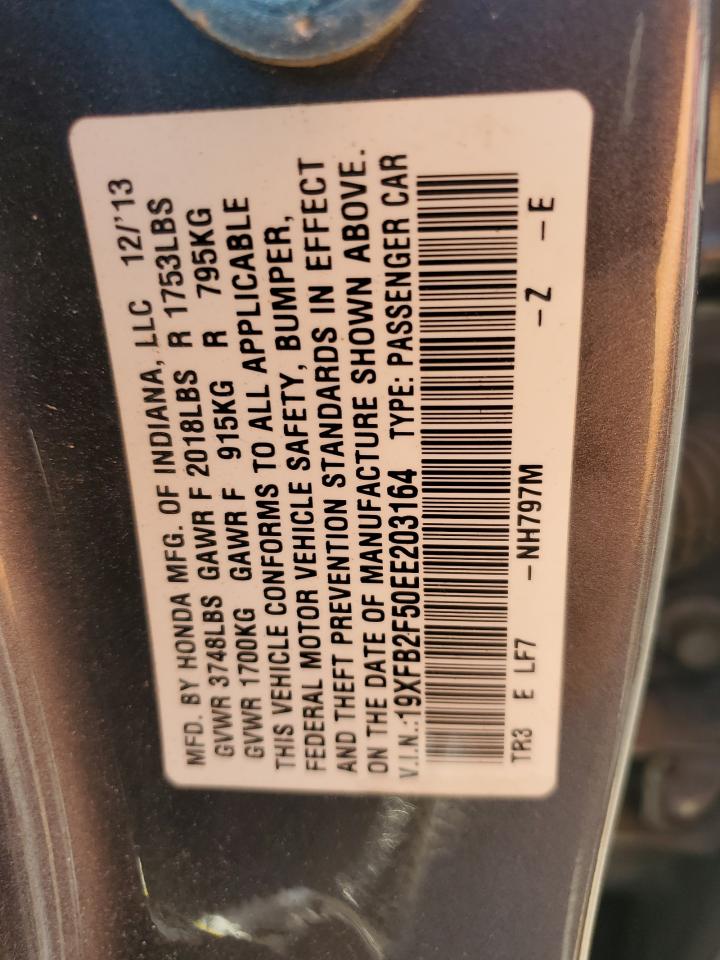 MFD. BY HONDA MFG. OF INDIANA, LLC 12/'13
GVWR 3748LBS GAWR F 2018LBS R 1753LBS
GVWR 1700KG GAWR F 915KG R 795KG
THIS VEHICLE CONFORMS TO ALL APPLICABLE
FEDERAL MOTOR VEHICLE SAFETY, BUMPER,
AND THEFT PREVENTION STANDARDS IN EFFECT
ON THE DATE OF MANUFACTURE SHOWN ABOVE.
V.I.N.:19XFB2F50EE203164 TYPE: PASSENGER CAR
TR3 E LF7 -NH797M -Z -E